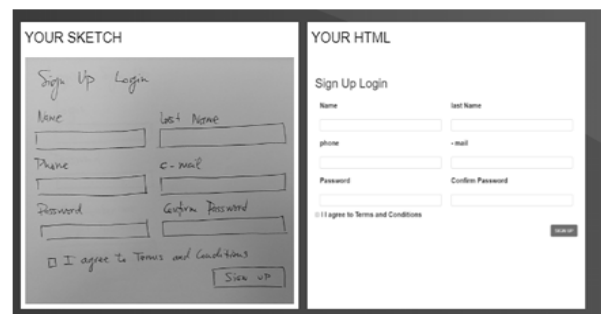 YOUR SKETCH
Sign Up Login
Name Last Name
Phone e-mail
Password Confirm Password
I agree to Terms and Conditions
Sign UP
YOUR HTML
Sign Up Login
Name last Name
phone - mail
Password Confirm Password
I I agree to Terms and Conditions
SIGN UP